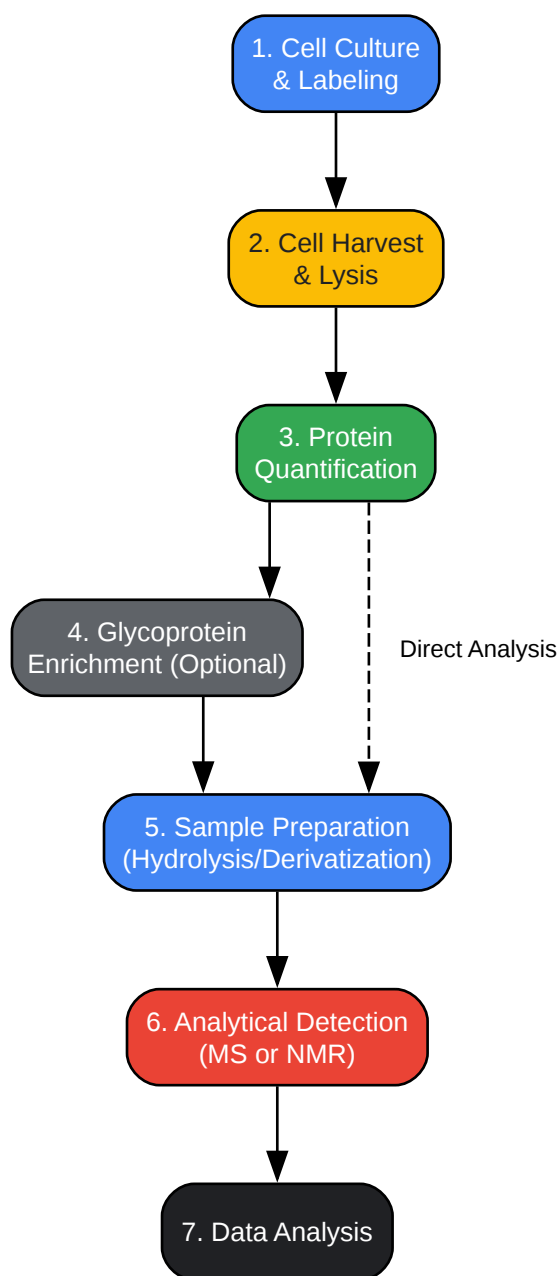 1. Cell Culture
& Labeling
2. Cell Harvest
& Lysis
3. Protein
Quantification
4. Glycoprotein
Enrichment (Optional)
Direct Analysis
5. Sample Preparation
(Hydrolysis/Derivatization)
6. Analytical Detection
(MS or NMR)
7. Data Analysis